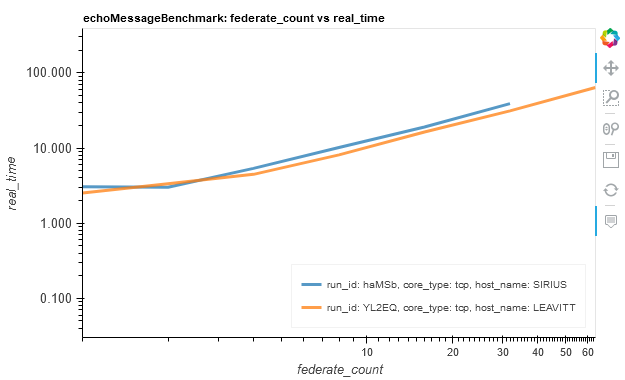 echoMessageBenchmark: federate_count vs real_time
100.000
10.000
1.000
0.100
real_time
10 20 30 40 50 60
federate_count
run_id: haMSb, core_type: tcp, host_name: SIRIUS
run_id: YL2EQ, core_type: tcp, host_name: LEAVITT